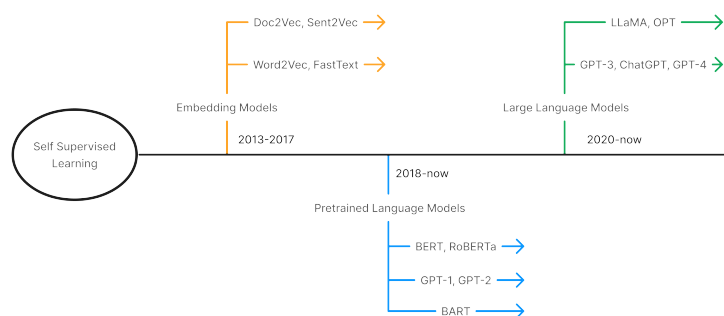 Doc2Vec, Sent2Vec
LLaMA, OPT
Word2Vec, FastText
GPT-3, ChatGPT, GPT-4
Embedding Models
Large Language Models
2013-2017
2020-now
Self Supervised
Learning
2018-now
Pretrained Language Models
BERT, RoBERTa
GPT-1, GPT-2
BART